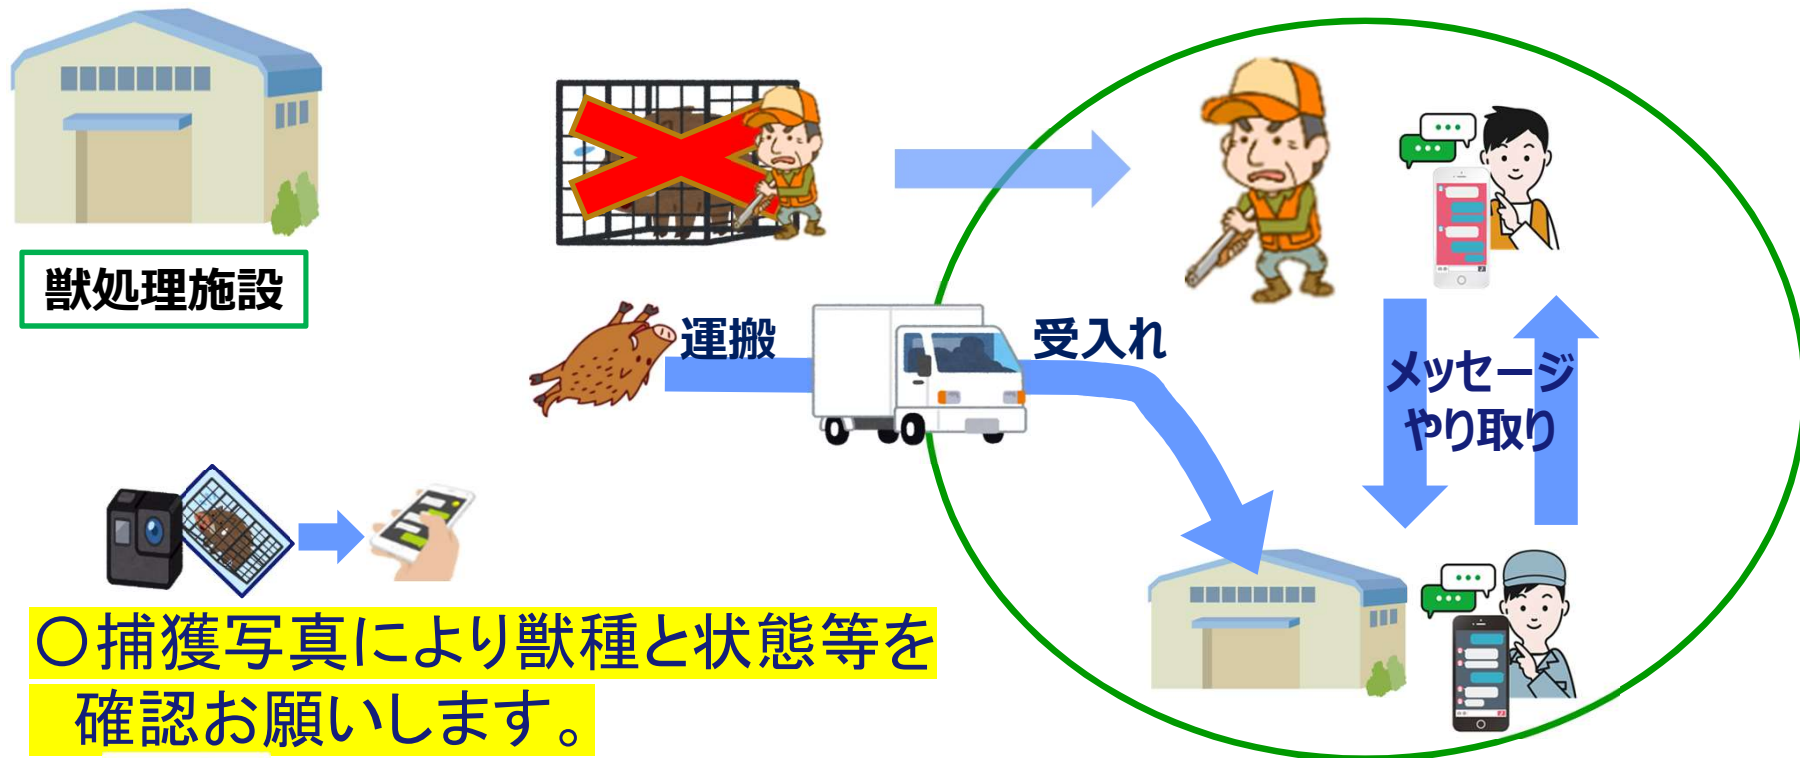 獣処理施設
運搬
受入れ
メッセージ
やり取り
〇捕獲写真により獣種と状態等を
確認お願いします。